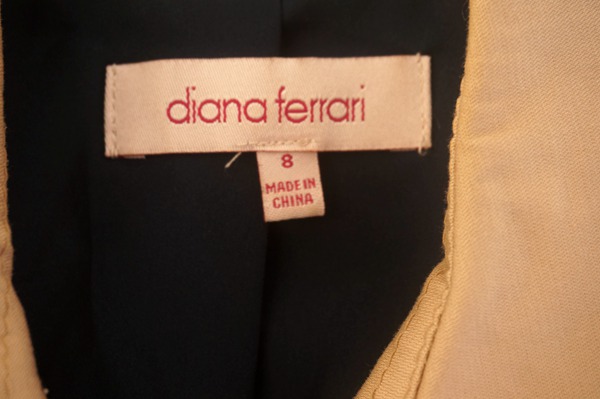 diana ferrari
8
MADE IN
CHINA